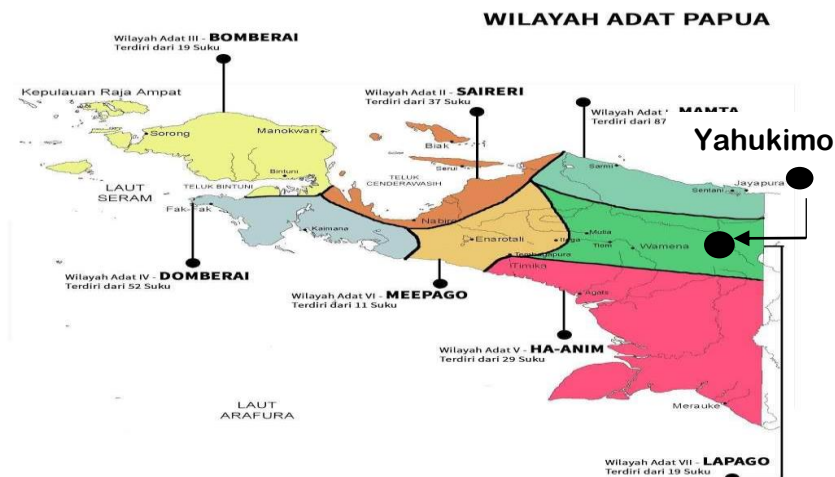 WILAYAH ADAT PAPUA
Wilayah Adat III - BOMBERAI
Terdiri dari 19 Suku
Kepulauan Raja Ampat
Wilayah Adat II - SAIRERI
Terdiri dari 37 Suku
Wilayah Adat
Terdiri dari 87
Yahukimo
Sorong
Manokwari
Biak
Bintuni
Serui
Sarmi
TELUK BINTUNI
TELUK
CENDERAWASIH
Sentani
Jayapura
LAUT
SERAM
Fak-Fak
Kaimana
Nabire
Enarotali
Ilaga
Mulia
Tiom
Wamena
Tembagapura
Timika
Wilayah Adat IV - DOMBERAI
Terdiri dari 52 Suku
Wilayah Adat VI - MEEPAGO
Terdiri dari 11 Suku
Agats
Wilayah Adat V - HA-ANIM
Terdiri dari 29 Suku
LAUT
ARAFURA
Merauke
Wilayah Adat VII - LAPAGO
Terdiri dari 19 Suku